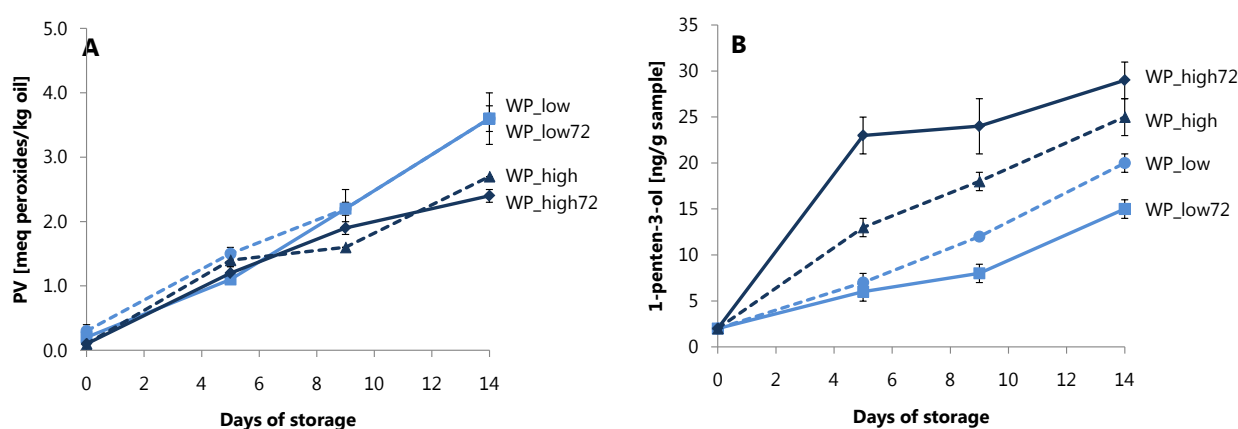 A
PV [meq peroxides/kg oil]
5.0
4.0
3.0
2.0
1.0
0.0
0 2 4 6 8 10 12 14
Days of storage
WP_low
WP_low72
WP_high
WP_high72
B
1-penten-3-ol [ng/g sample]
35
30
25
20
15
10
5
0
0 2 4 6 8 10 12 14
Days of storage
WP_high72
WP_high
WP_low
WP_low72